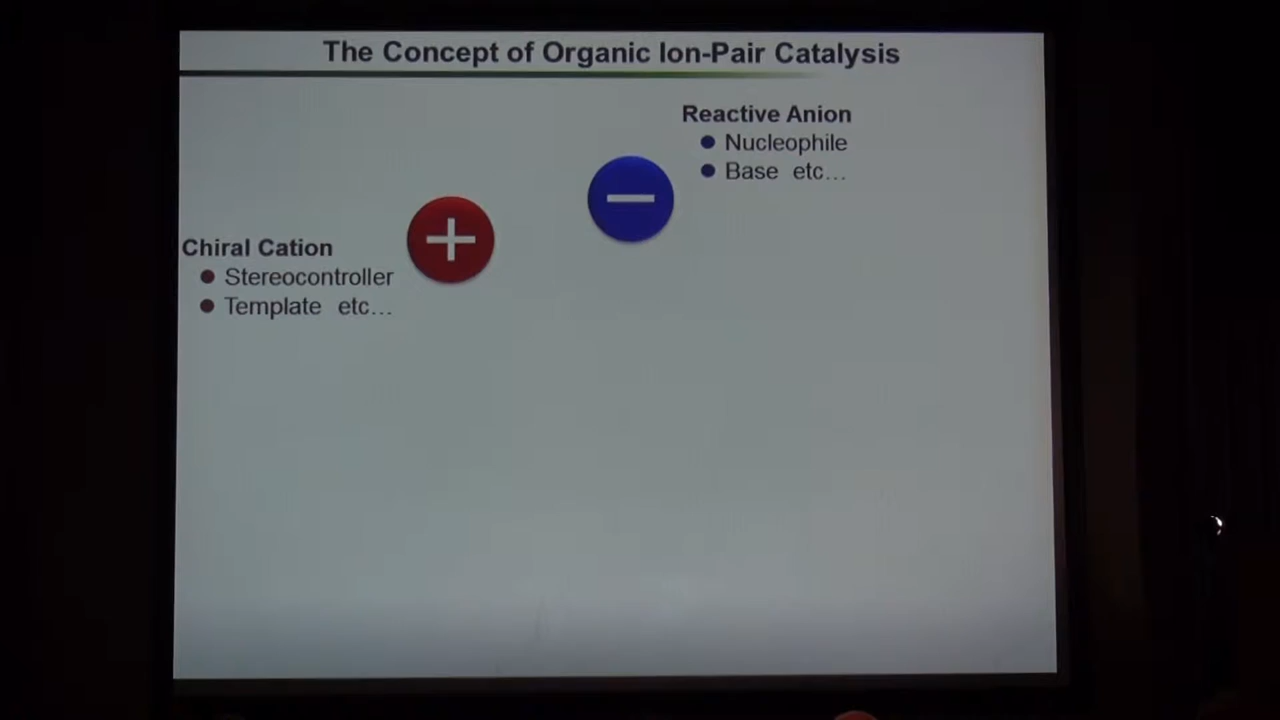 The Concept of Organic Ion-Pair Catalysis
Reactive Anion
Nucleophile
Base etc…
Chiral Cation
Stereocontroller
Template etc…